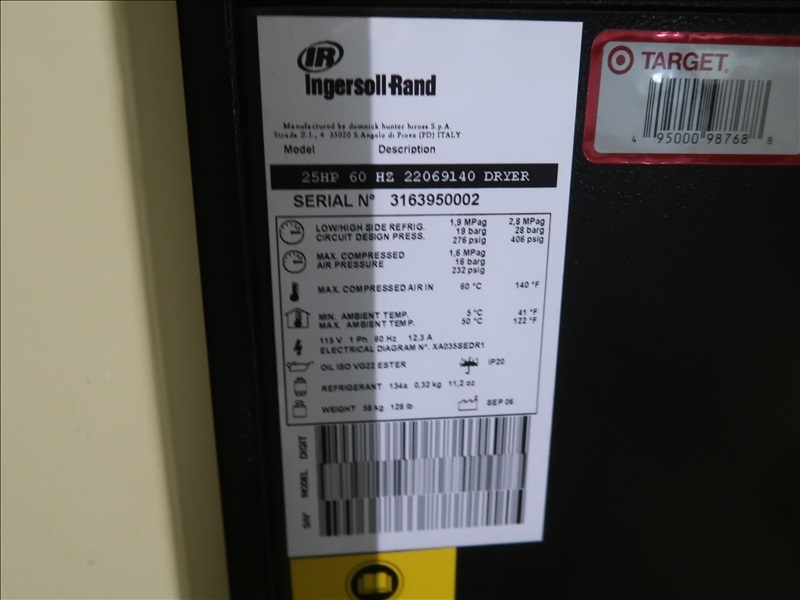 IR
Ingersoll-Rand
Manufactured by domnick hunter hiross S.p.A.
Strada Z.I., 4 35020 S.Angelo di Piove (PD) ITALY
Model Description
25HP 60 HZ 22069140 DRYER
SERIAL N° 3163950002
LOW/HIGH SIDE REFRIG. CIRCUIT DESIGN PRESS.
1,9 MPag 2,8 MPag
19 barg 28 barg
276 psig 406 psig
MAX. COMPRESSED AIR PRESSURE
1,6 MPag
16 barg
232 psig
MAX. COMPRESSED AIR IN 60 °C 140 °F
MIN. AMBIENT TEMP. 5 °C 41 °F
MAX. AMBIENT TEMP. 50 °C 122 °F
115 V 1 Ph 60 Hz 12,3 A
ELECTRICAL DIAGRAM N°. XA035SEDR1
OIL ISO VG22 ESTER IP20
REFRIGERANT 134a 0,32 kg 11,2 oz
WEIGHT 58 kg 128 lb SEP 06
S/N° MODEL DIGIT
TARGET
4 95000 98768 8